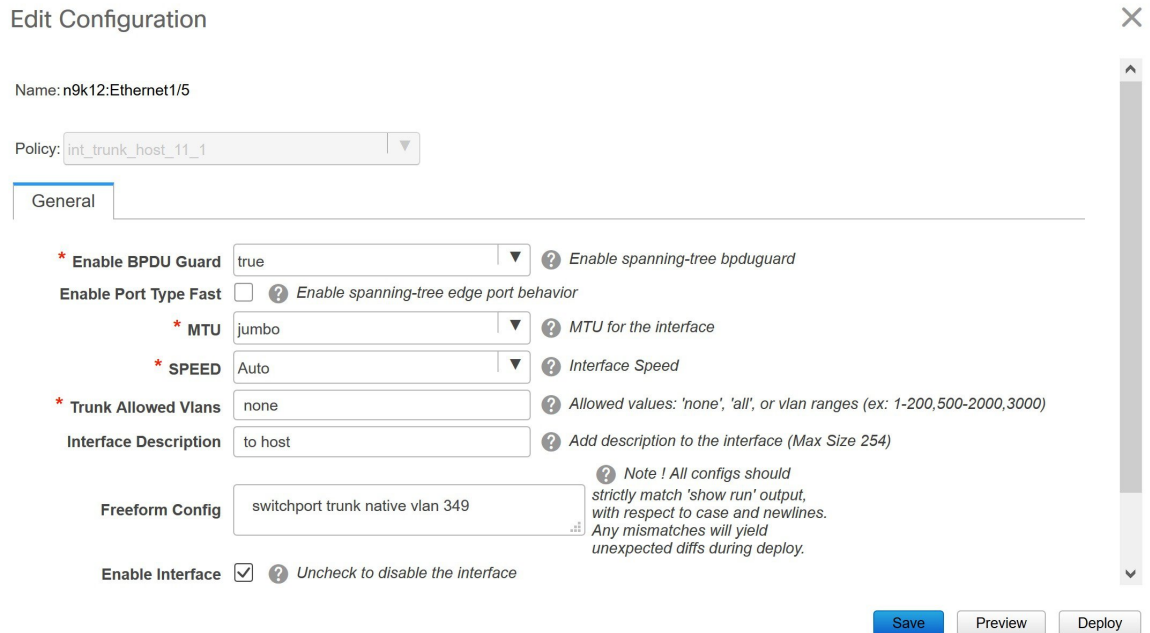 Edit Configuration
Name: n9k12:Ethernet1/5
Policy: int_trunk_host_11_1
General
* Enable BPDU Guard true Enable spanning-tree bpduguard
Enable Port Type Fast Enable spanning-tree edge port behavior
* MTU jumbo MTU for the interface
* SPEED Auto Interface Speed
* Trunk Allowed Vlans none Allowed values: 'none', 'all', or vlan ranges (ex: 1-200,500-2000,3000)
Interface Description to host Add description to the interface (Max Size 254)
Freeform Config switchport trunk native vlan 349
Note ! All configs should
strictly match 'show run' output,
with respect to case and newlines.
Any mismatches will yield
unexpected diffs during deploy.
Enable Interface Uncheck to disable the interface
Save Preview Deploy